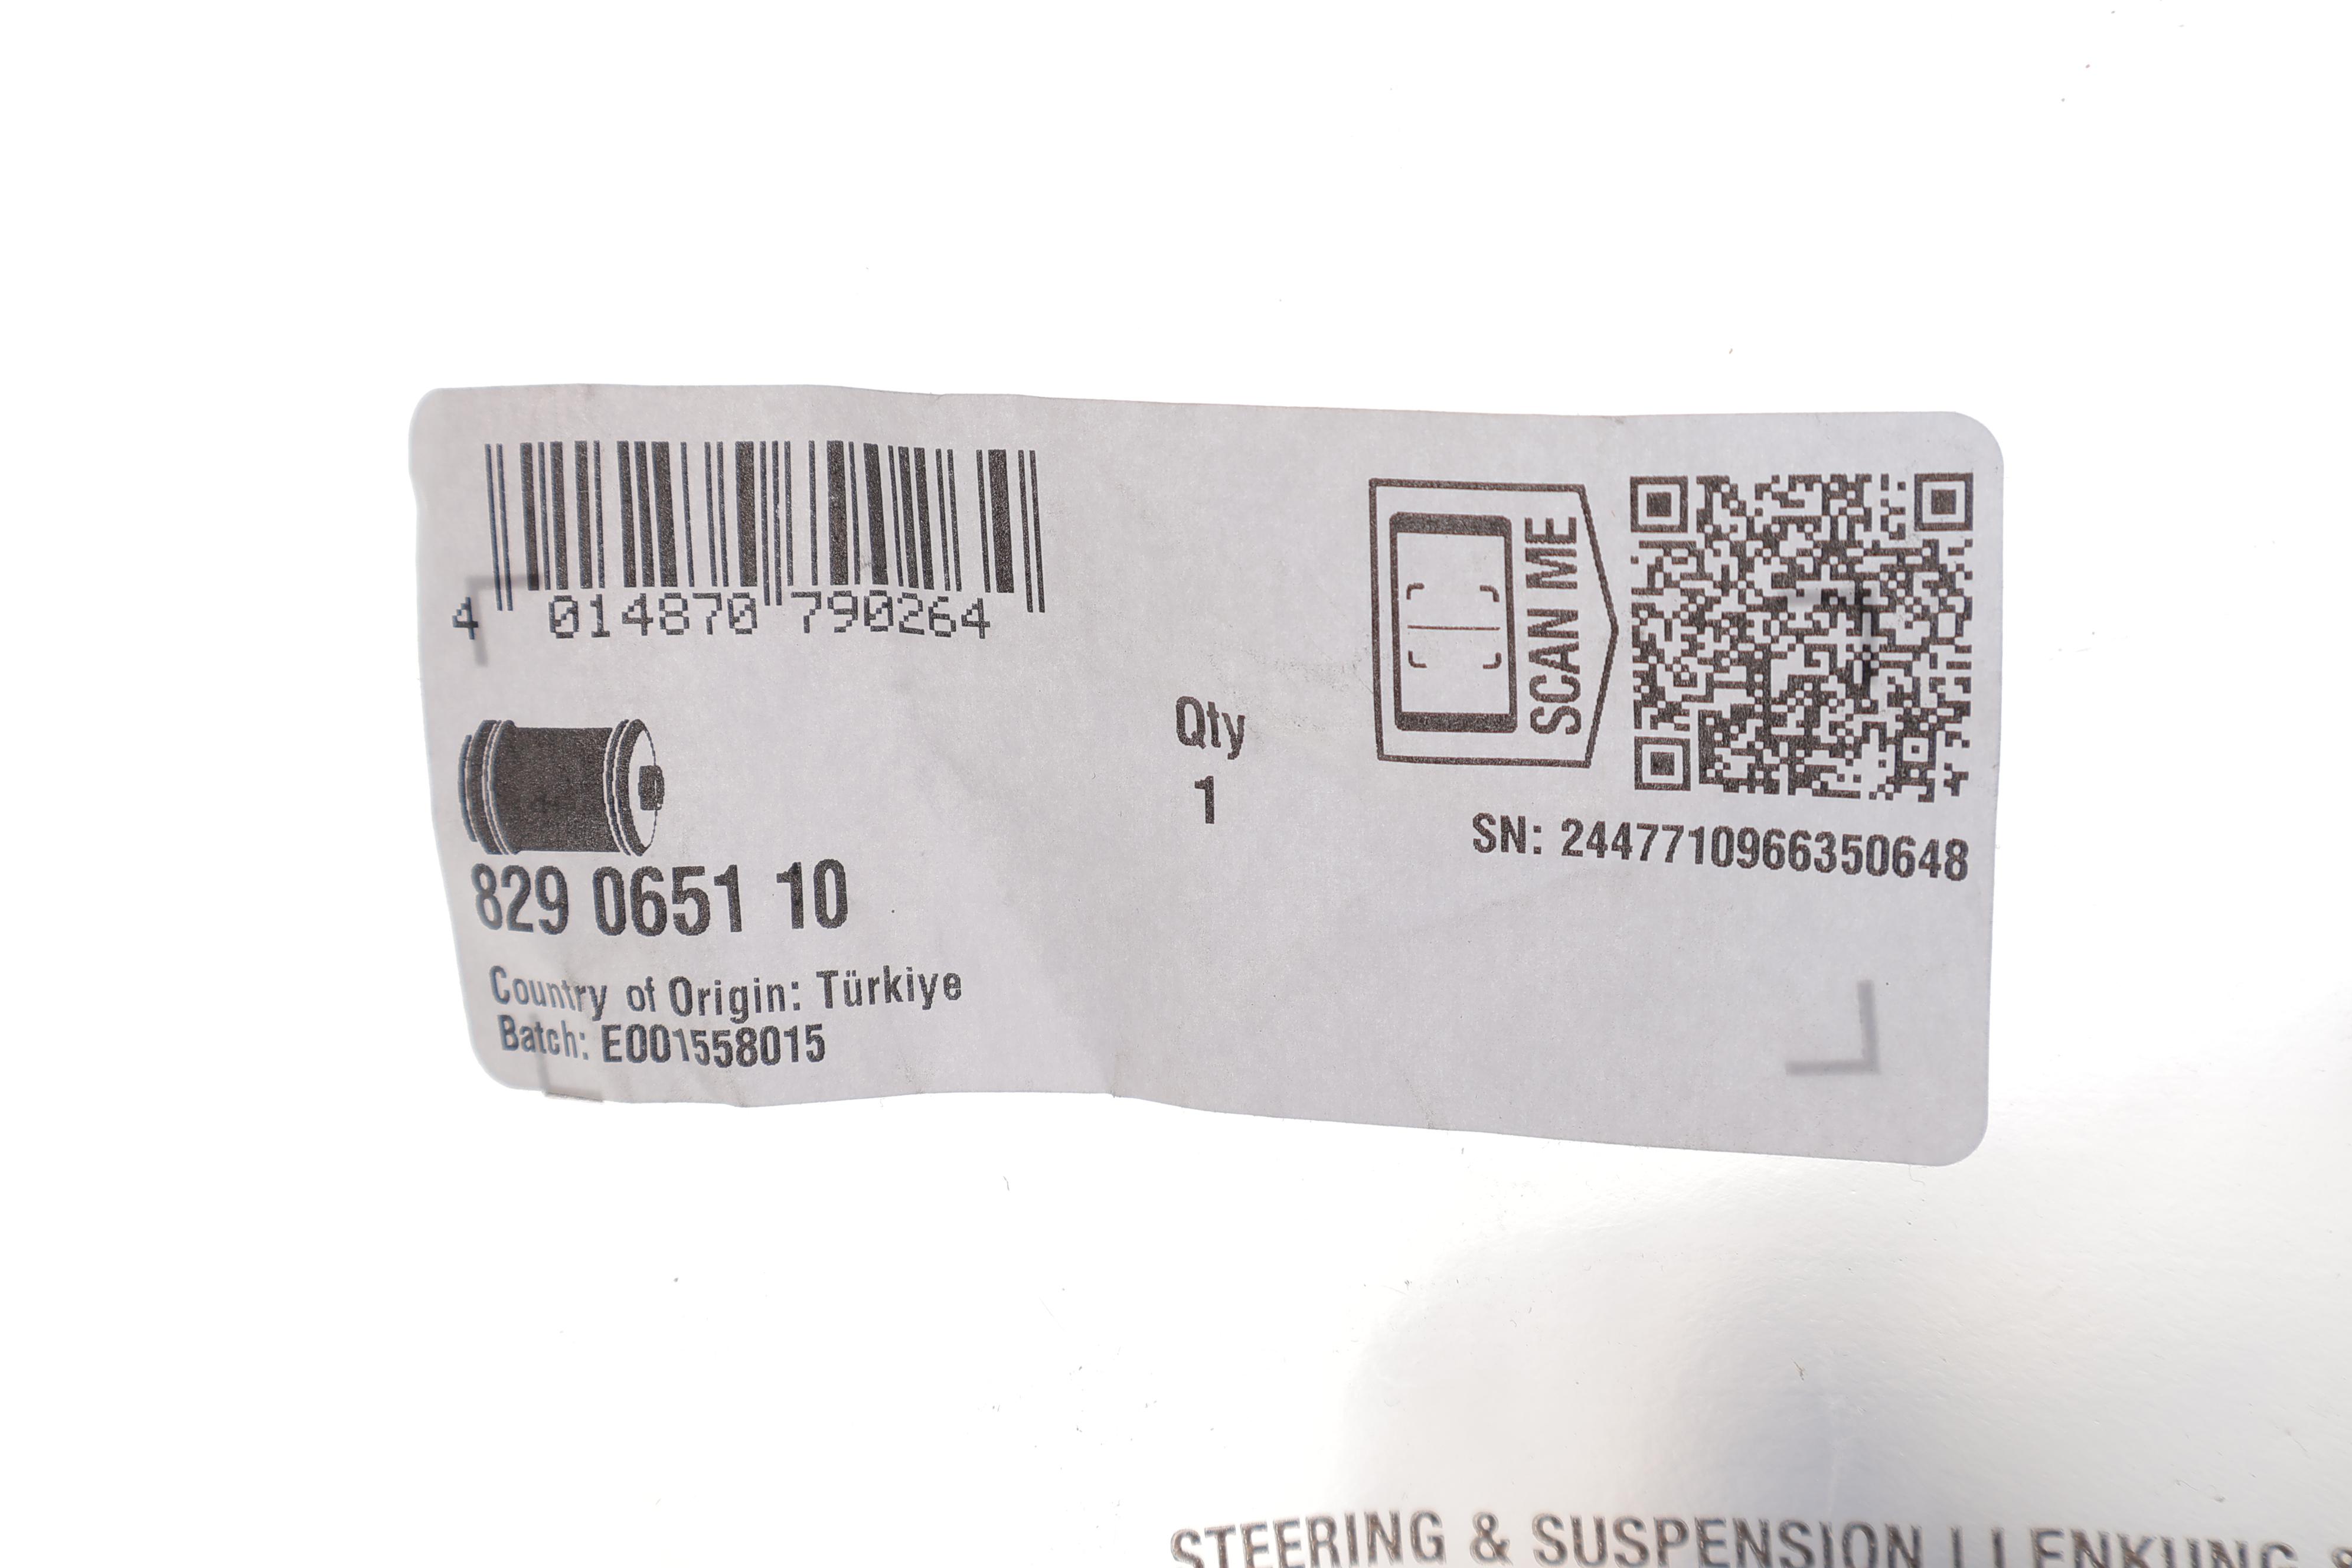 4 014870 790264
SCAN ME
Qty
1
SN: 2447710966350648
829 0651 10
Country of Origin: Türkiye
Batch: E001558015
STEERING & SUSPENSION | LENKUNG &